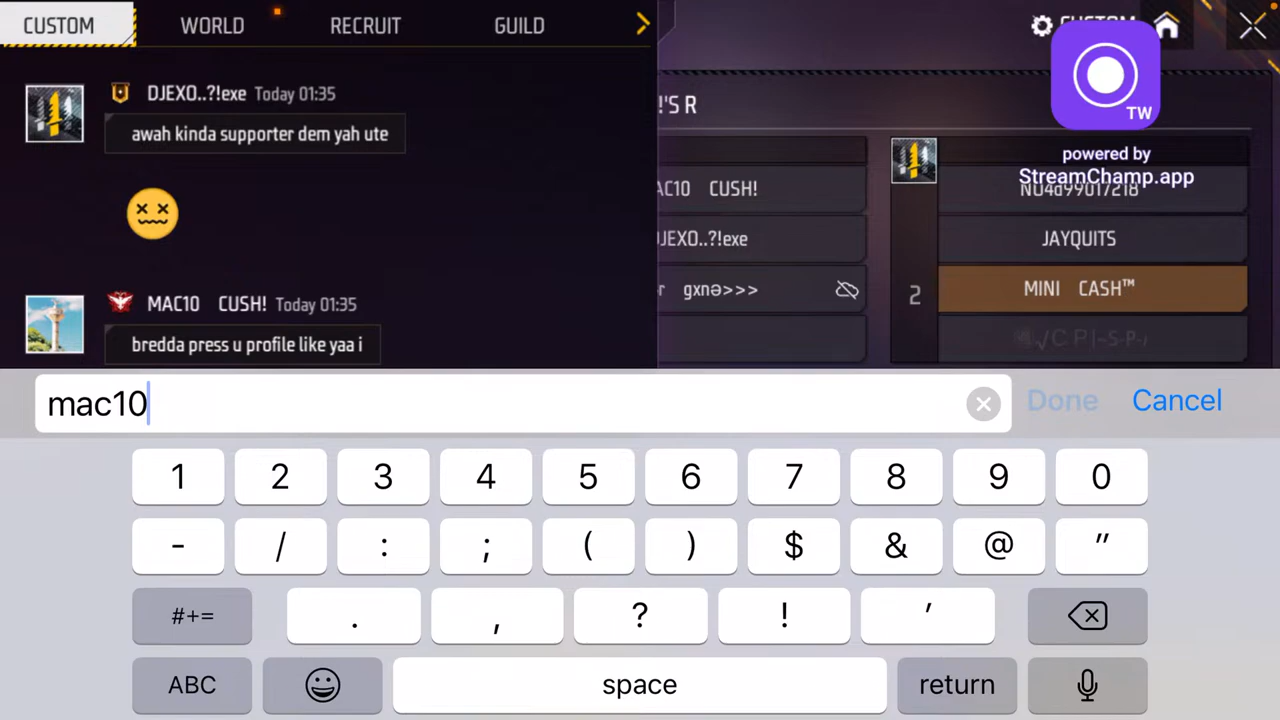 CUSTOM WORLD RECRUIT GUILD
DJEXO..?!exe Today 01:35
awah kinda supporter dem yah ute
MAC10 CUSH! Today 01:35
bredda press u profile like yaa i
CUSTOM
TW
powered by
StreamChamp.app
!'S R
AC10 CUSH!
DJEXO..?!exe
JAYQUITS
r gxnə>>>
2
MINI CASH™
mac10
Done Cancel
1 2 3 4 5 6 7 8 9 0
- / : ; ( ) $ & @ "
#+= . , ? ! '
ABC space return